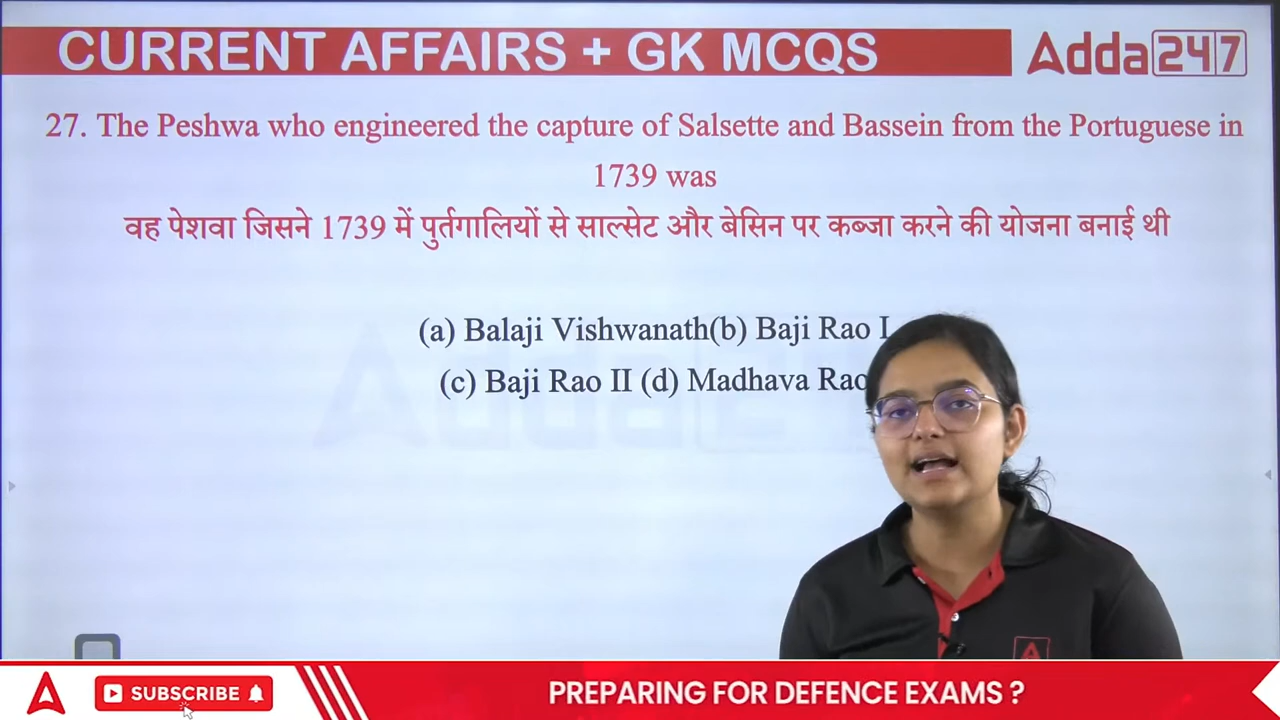 CURRENT AFFAIRS + GK MCQS
Adda247
27. The Peshwa who engineered the capture of Salsette and Bassein from the Portuguese in
1739 was
वह पेशवा जिसने 1739 में पुर्तगालियों से साल्सेट और बेसिन पर कब्जा करने की योजना बनाई थी
(a) Balaji Vishwanath(b) Baji Rao I
(c) Baji Rao II (d) Madhava Rao
Adda247
SUBSCRIBE
PREPARING FOR DEFENCE EXAMS ?